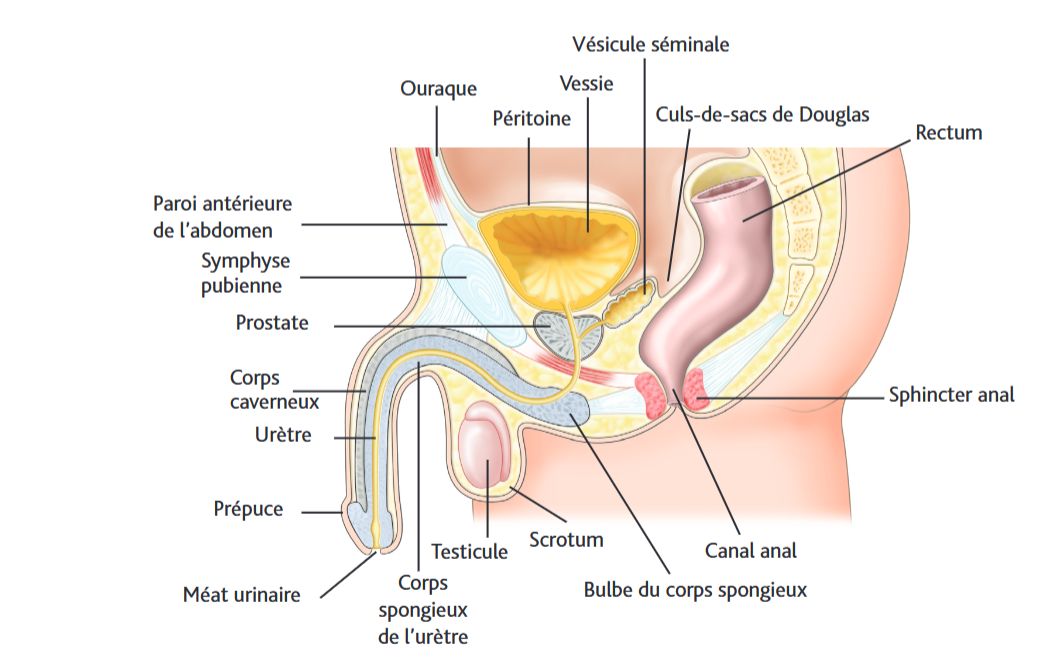 Vésicule séminale
Vessie
Ouraque
Péritoine
Culs-de-sacs de Douglas
Rectum
Paroi antérieure
de l'abdomen
Symphyse
pubienne
Prostate
Corps
caverneux
Sphincter anal
Urètre
Prépuce
Testicule
Scrotum
Canal anal
Méat urinaire
Corps
spongieux
de l'urètre
Bulbe du corps spongieux